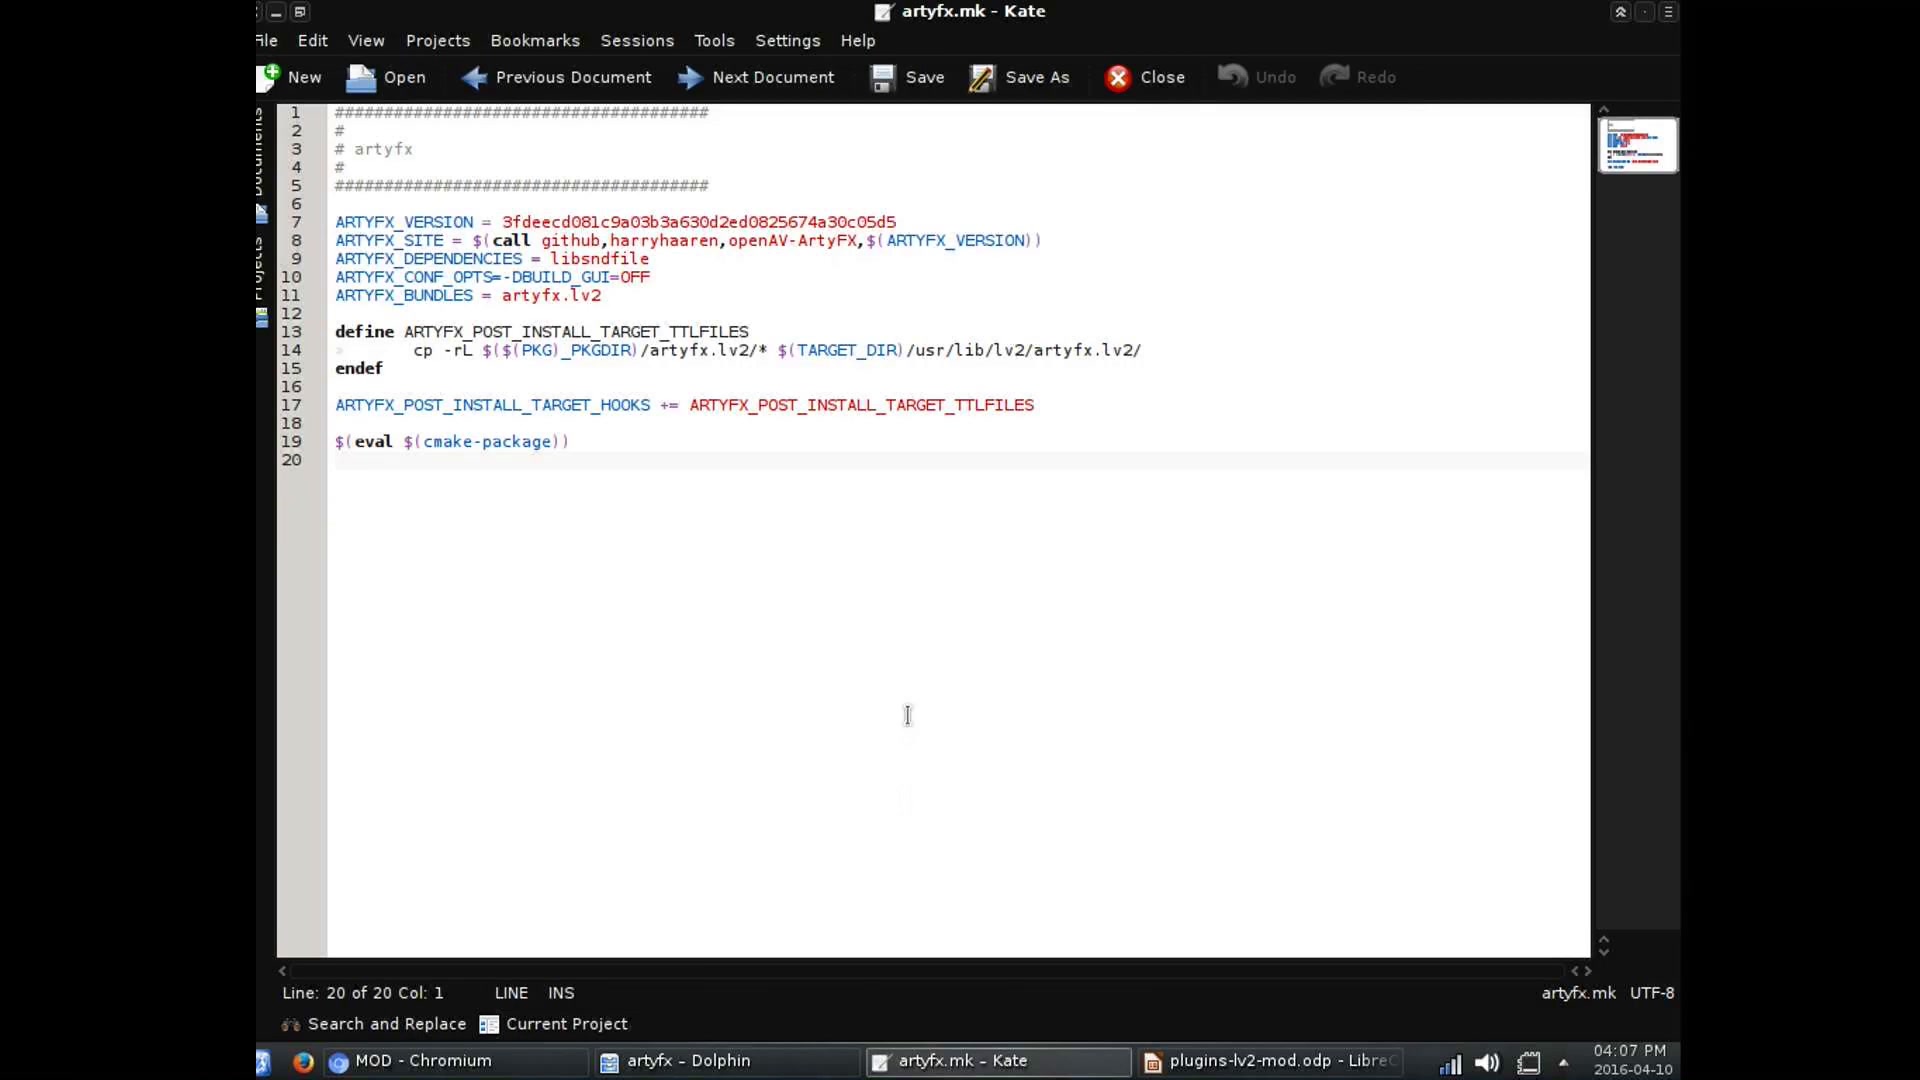 artyfx.mk - Kate
ile Edit View Projects Bookmarks Sessions Tools Settings Help
New Open Previous Document Next Document Save Save As Close Undo Redo
Documents
Projects
1 ######################################
2 #
3 # artyfx
4 #
5 ######################################
6
7 ARTYFX_VERSION = 3fdeecd081c9a03b3a630d2ed0825674a30c05d5
8 ARTYFX_SITE = $(call github,harryhaaren,openAV-ArtyFX,$(ARTYFX_VERSION))
9 ARTYFX_DEPENDENCIES = libsndfile
10 ARTYFX_CONF_OPTS=-DBUILD_GUI=OFF
11 ARTYFX_BUNDLES = artyfx.lv2
12
13 define ARTYFX_POST_INSTALL_TARGET_TTLFILES
14 cp -rL $($(PKG)_PKGDIR)/artyfx.lv2/* $(TARGET_DIR)/usr/lib/lv2/artyfx.lv2/
15 endef
16
17 ARTYFX_POST_INSTALL_TARGET_HOOKS += ARTYFX_POST_INSTALL_TARGET_TTLFILES
18
19 $(eval $(cmake-package))
20
Line: 20 of 20 Col: 1 LINE INS artyfx.mk UTF-8
Search and Replace Current Project
MOD - Chromium artyfx – Dolphin artyfx.mk – Kate plugins-lv2-mod.odp - LibreC 04:07 PM
2016-04-10